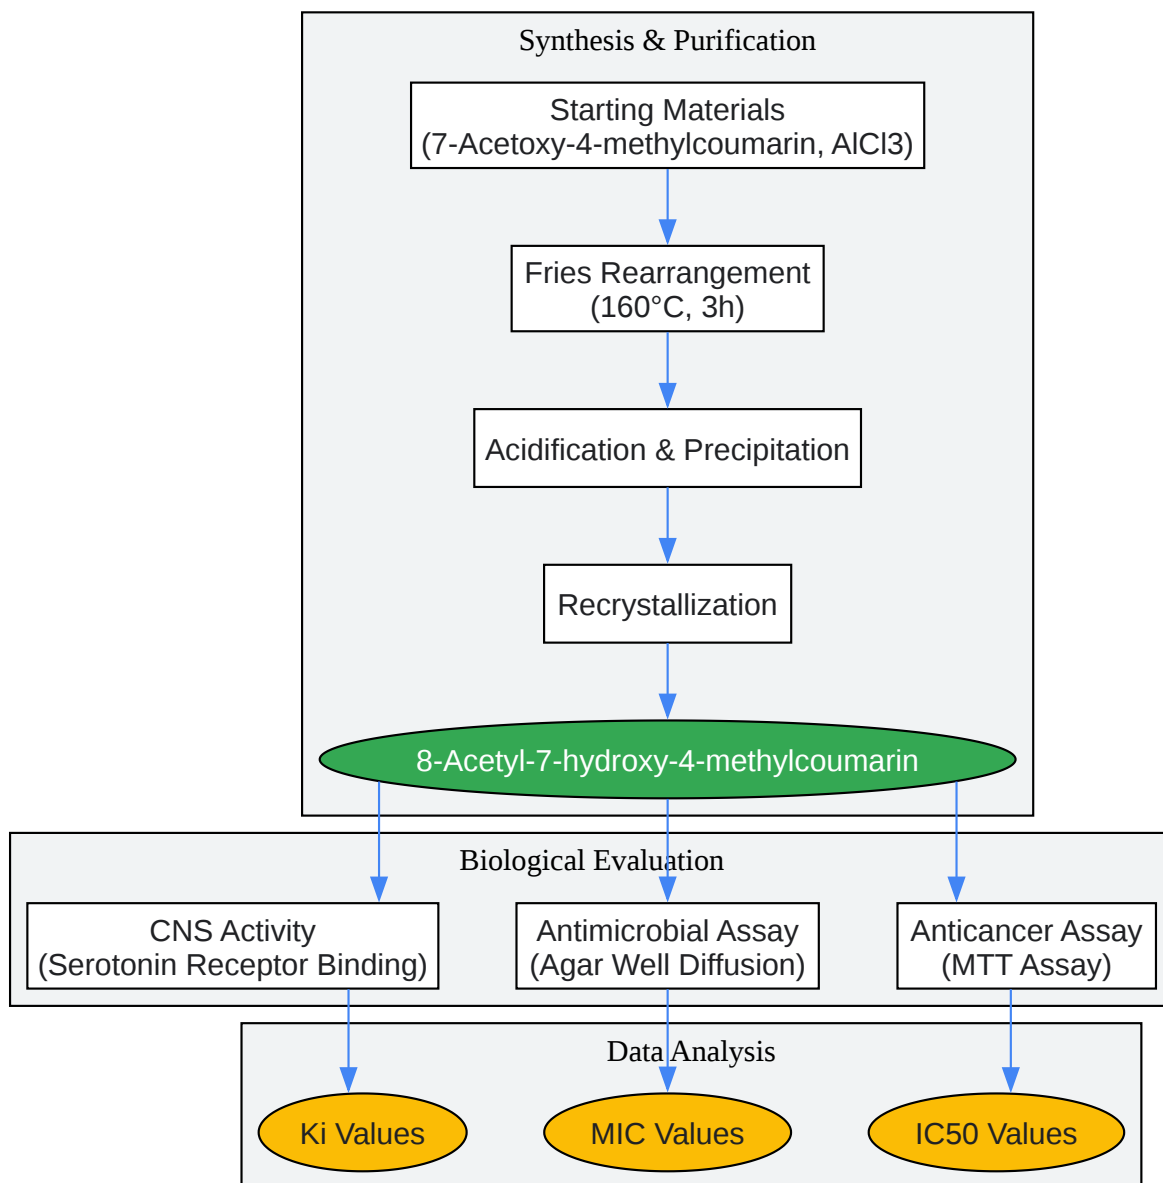 Synthesis & Purification
Starting Materials
(7-Acetoxy-4-methylcoumarin, AlCl3)
Fries Rearrangement
(160°C, 3h)
Acidification & Precipitation
Recrystallization
8-Acetyl-7-hydroxy-4-methylcoumarin
Biological Evaluation
CNS Activity
(Serotonin Receptor Binding)
Antimicrobial Assay
(Agar Well Diffusion)
Anticancer Assay
(MTT Assay)
Data Analysis
Ki Values
MIC Values
IC50 Values